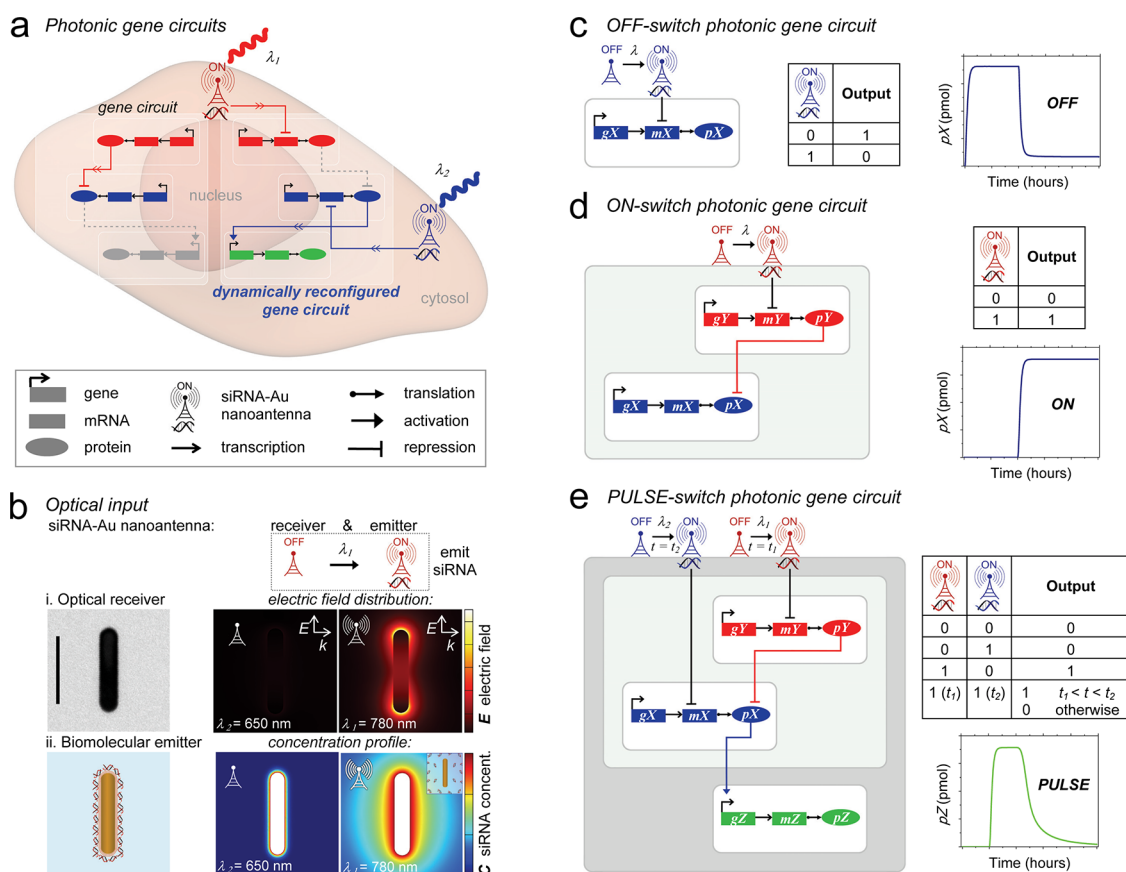 a
Photonic gene circuits
ON
λ1
gene circuit
λ2
nucleus
ON
dynamically reconfigured
gene circuit
cytosol
gene
mRNA
protein
ON
siRNA-Au
nanoantenna
transcription
translation
activation
repression
b
Optical input
siRNA-Au nanoantenna:
receiver & emitter
OFF
λ1
ON
emit
siRNA
i. Optical receiver
electric field distribution:
E
k
λ2 = 650 nm
E
k
λ1 = 780 nm
E electric field
ii. Biomolecular emitter
concentration profile:
λ2 = 650 nm
λ1 = 780 nm
C siRNA concent.
c
OFF-switch photonic gene circuit
OFF λ ON
gX mX pX
ON Output
0 1
1 0
pX (pmol)
OFF
Time (hours)
d
ON-switch photonic gene circuit
OFF λ ON
gY mY pY
gX mX pX
ON Output
0 0
1 1
pX (pmol)
ON
Time (hours)
e
PULSE-switch photonic gene circuit
OFF λ2 ON OFF λ1 ON
t = t2 t = t1
gY mY pY
gX mX pX
gZ mZ pZ
ON ON Output
0 0 0
0 1 0
1 0 1
1 (t1) 1 (t2) 1 t1 < t < t2
0 otherwise
pZ (pmol)
PULSE
Time (hours)